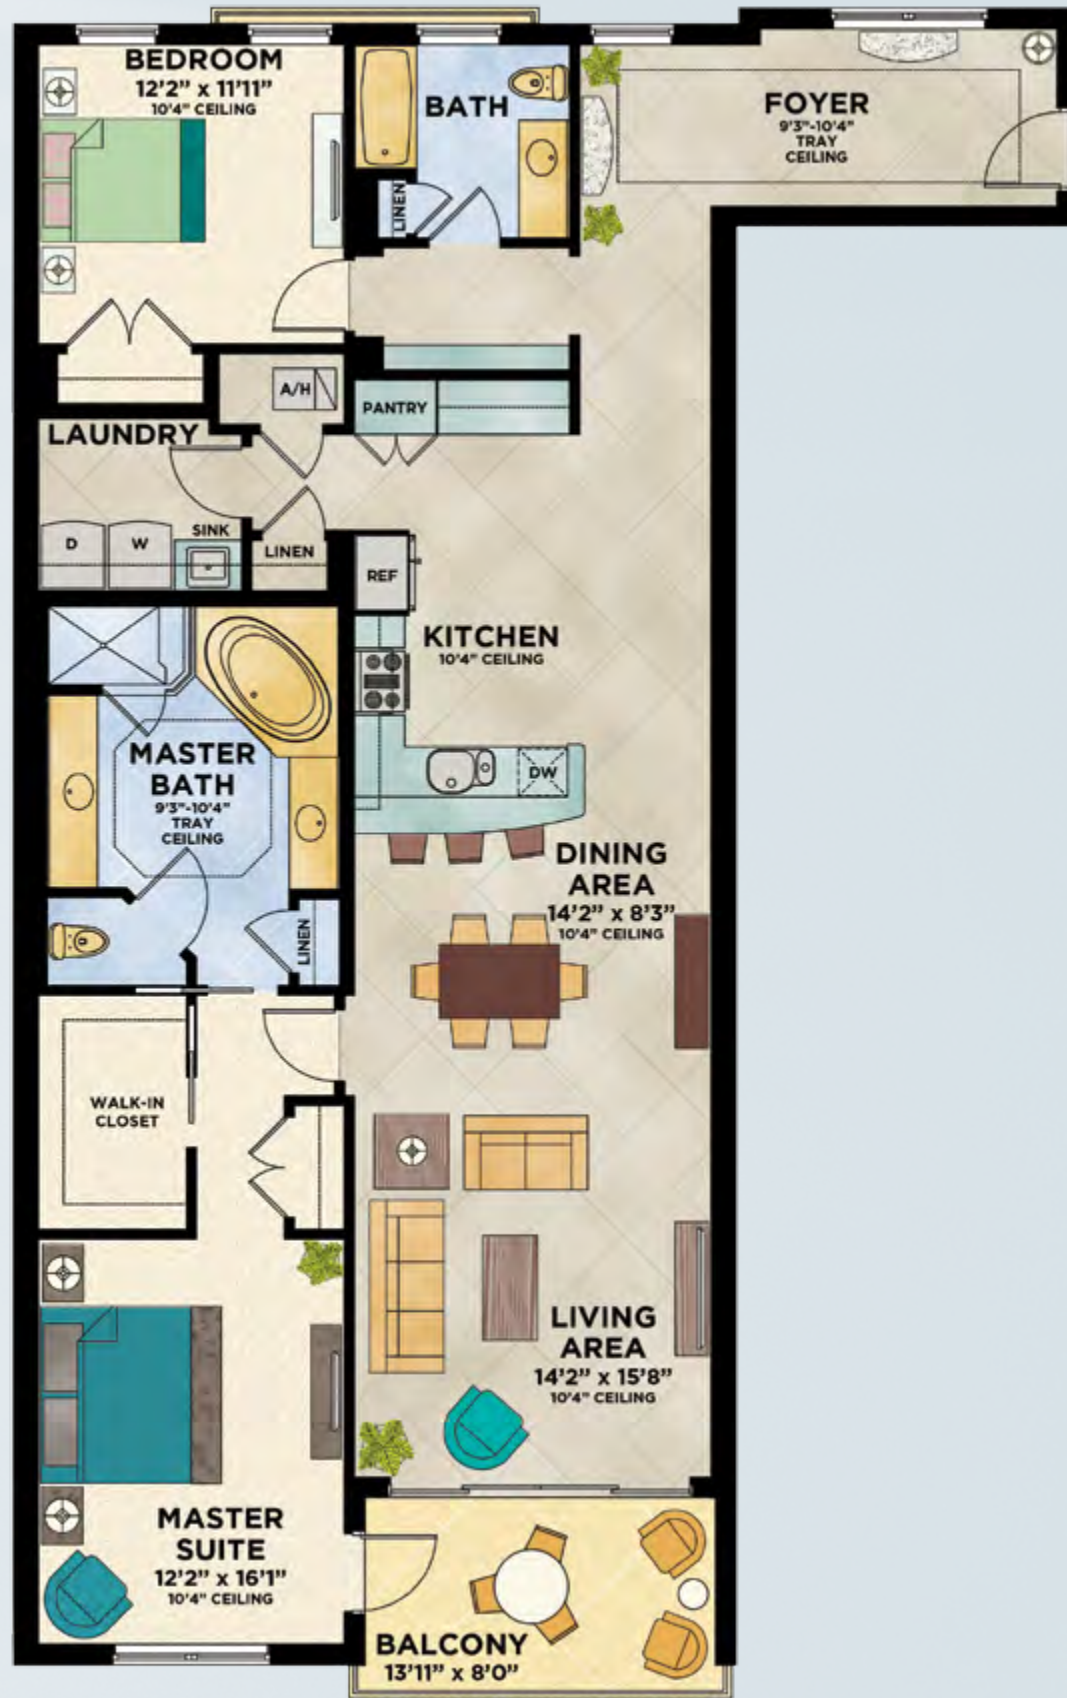 BEDROOM
12'2" x 11'11"
10'4" CEILING
BATH
LINEN
FOYER
9'3"-10'4"
TRAY
CEILING
A/H
PANTRY
LAUNDRY
D
W
SINK
LINEN
REF
KITCHEN
10'4" CEILING
DW
MASTER
BATH
9'3"-10'4"
TRAY
CEILING
LINEN
DINING
AREA
14'2" x 8'3"
10'4" CEILING
WALK-IN
CLOSET
LIVING
AREA
14'2" x 15'8"
10'4" CEILING
MASTER
SUITE
12'2" x 16'1"
10'4" CEILING
BALCONY
13'11" x 8'0"